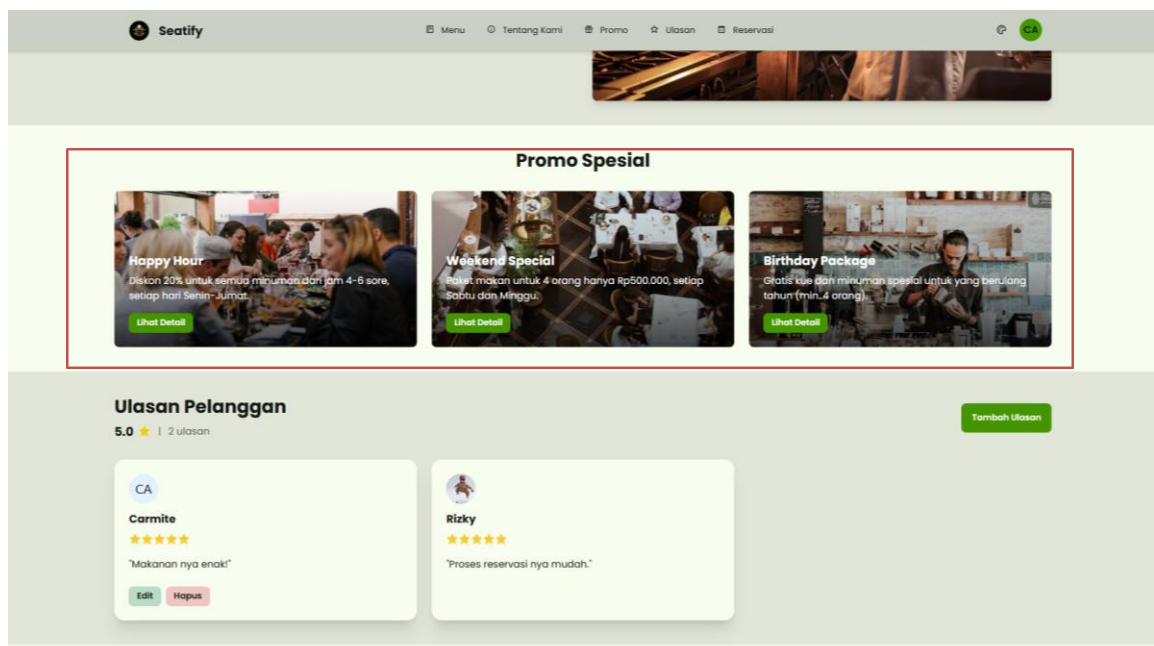 Seatify
Menu
Tentang Kami
Promo
Ulasan
Reservasi
CA
Promo Spesial
Happy Hour
Diskon 20% untuk semua minuman dari jam 4-6 sore,
setiap hari Senin-Jumat.
Lihat Detail
Weekend Special
Paket makan untuk 4 orang hanya Rp500.000, setiap
Sabtu dan Minggu.
Lihat Detail
Birthday Package
Gratis kue dan minuman spesial untuk yang berulang
tahun (min. 4 orang).
Lihat Detail
Ulasan Pelanggan
5.0 | 2 ulasan
Tambah Ulasan
CA
Carmite
"Makanan nya enak!"
Edit
Hapus
Rizky
"Proses reservasi nya mudah."